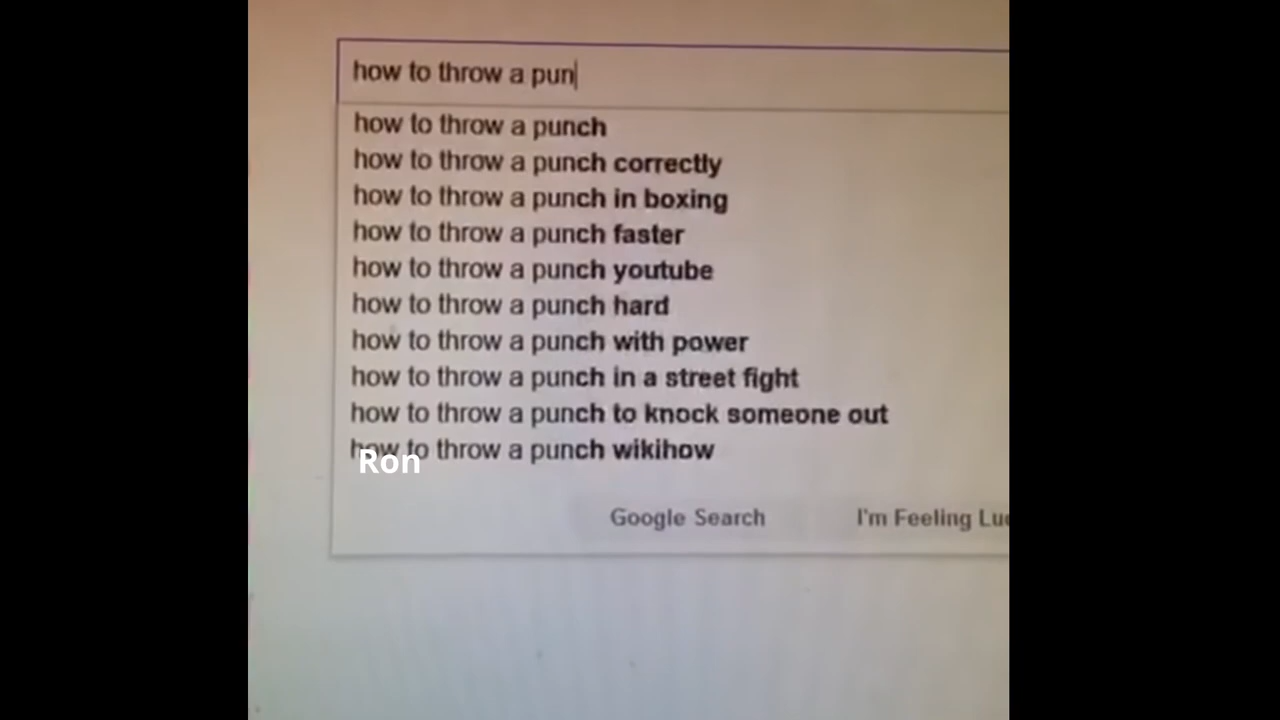 how to throw a pun
how to throw a punch
how to throw a punch correctly
how to throw a punch in boxing
how to throw a punch faster
how to throw a punch youtube
how to throw a punch hard
how to throw a punch with power
how to throw a punch in a street fight
how to throw a punch to knock someone out
how to throw a punch wikihow
Ron
Google Search
I'm Feeling